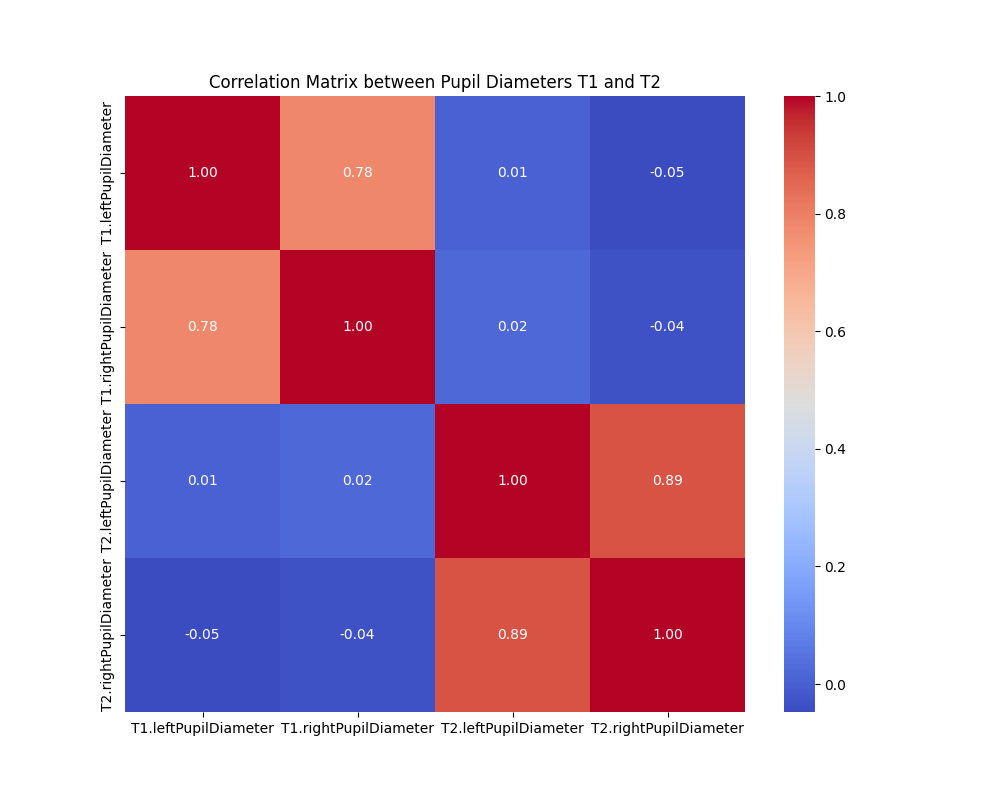 Correlation Matrix between Pupil Diameters T1 and T2
T1.leftPupilDiameter
1.00 0.78 0.01 -0.05
T1.rightPupilDiameter
0.78 1.00 0.02 -0.04
T2.leftPupilDiameter
0.01 0.02 1.00 0.89
T2.rightPupilDiameter
-0.05 -0.04 0.89 1.00
T1.leftPupilDiameter T1.rightPupilDiameter T2.leftPupilDiameter T2.rightPupilDiameter
1.0
0.8
0.6
0.4
0.2
0.0